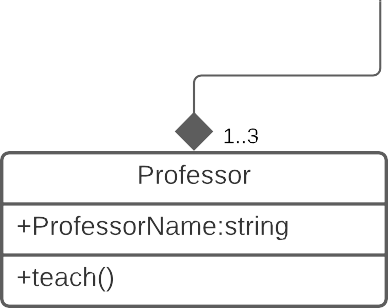 1..3
Professor
+ProfessorName:string
+teach()